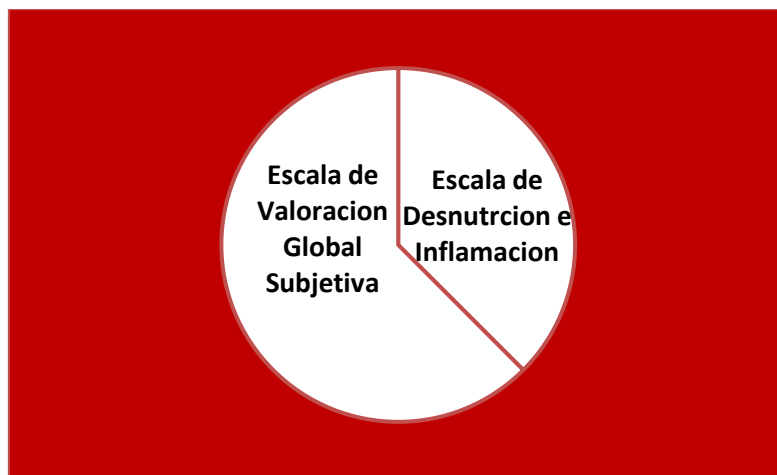 Escala de
Valoracion
Global
Subjetiva
Escala de
Desnutrcion e
Inflamacion